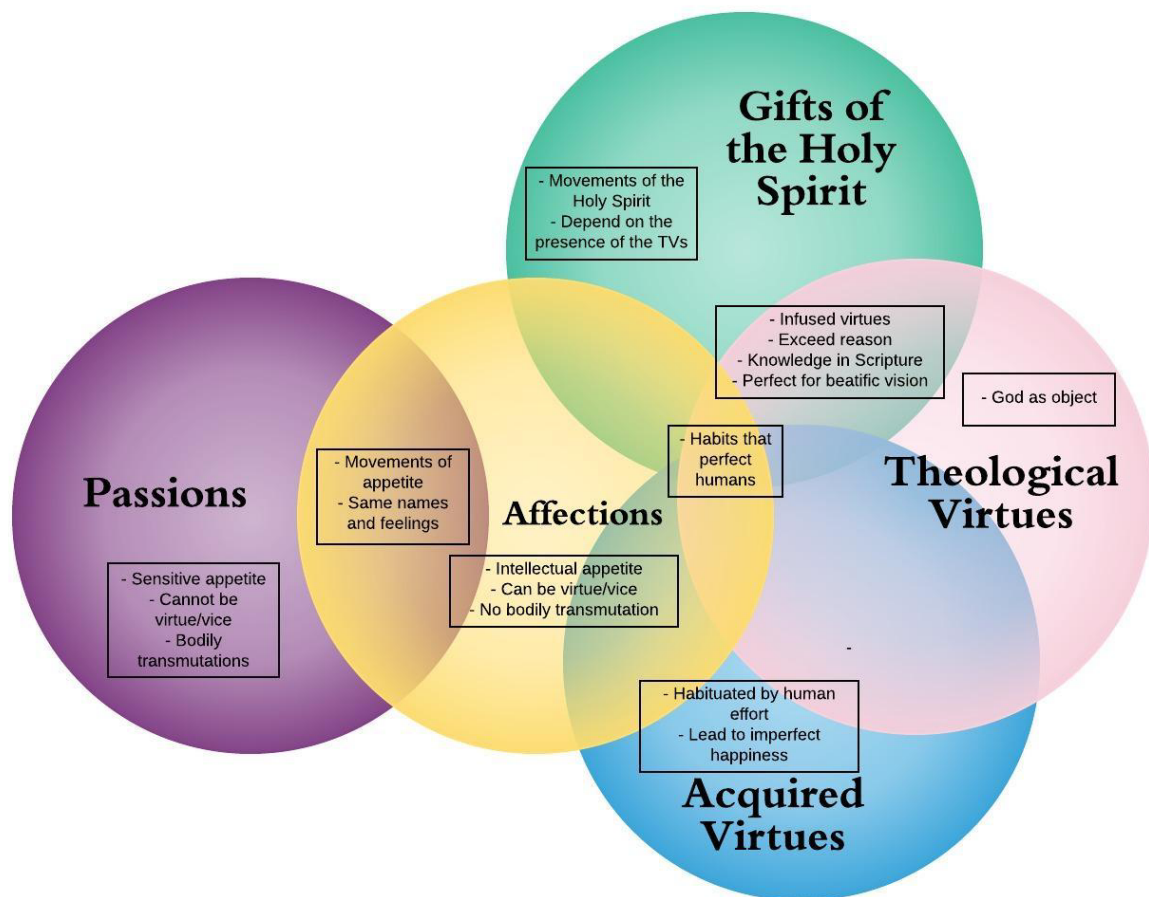 Gifts of
the Holy
Spirit
- Movements of the
Holy Spirit
- Depend on the
presence of the TVs
- Infused virtues
- Exceed reason
- Knowledge in Scripture
- Perfect for beatific vision
- God as object
Theological
Virtues
- Habits that
perfect
humans
Passions
- Sensitive appetite
- Cannot be
virtue/vice
- Bodily
transmutations
- Movements of
appetite
- Same names
and feelings
Affections
- Intellectual appetite
- Can be virtue/vice
- No bodily transmutation
-
- Habituated by human
effort
- Lead to imperfect
happiness
Acquired
Virtues